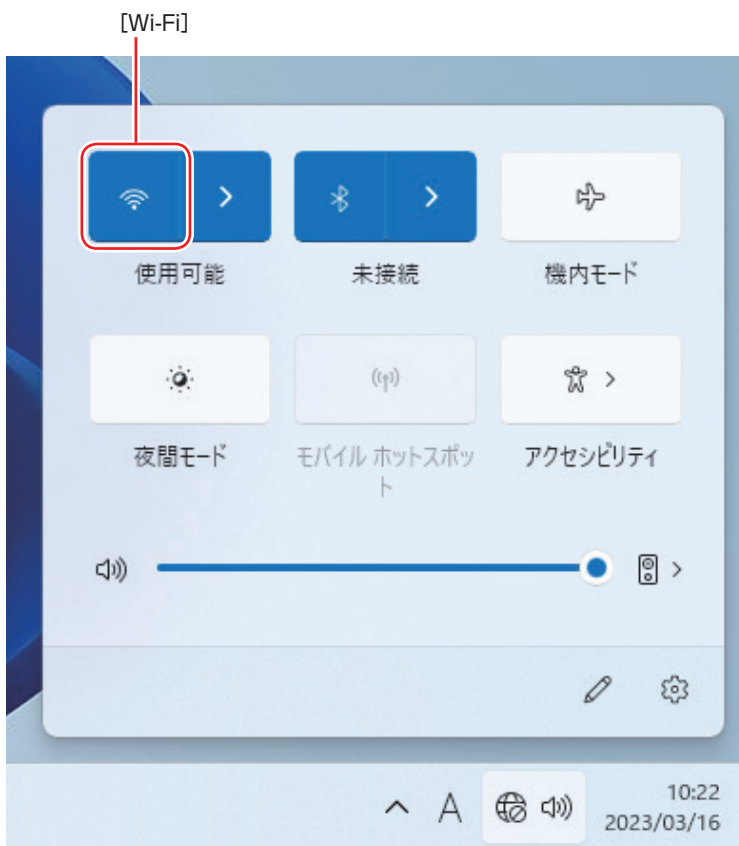 [Wi-Fi]
使用可能
未接続
機内モード
夜間モード
モバイル ホットスポッ
ト
アクセシビリティ
A
10:22
2023/03/16